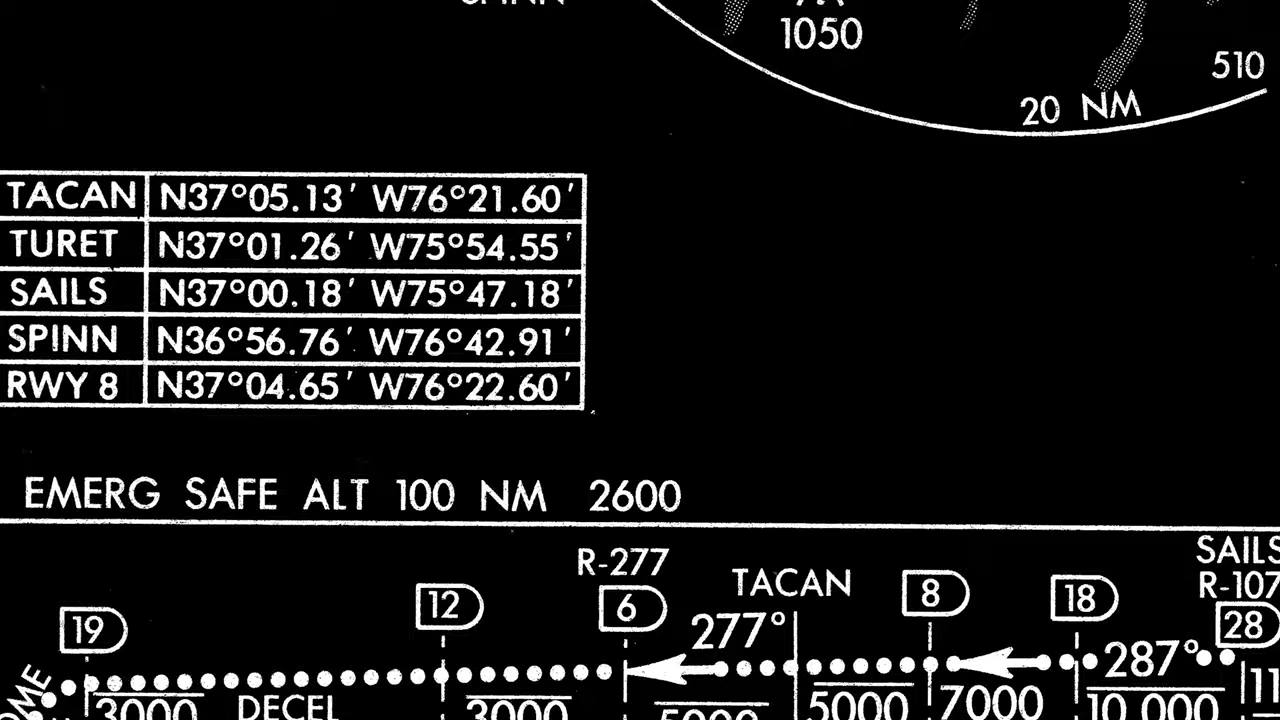 SPINN
1050
510
20 NM
TACAN N37°05.13′ W76°21.60′
TURET N37°01.26′ W75°54.55′
SAILS N37°00.18′ W75°47.18′
SPINN N36°56.76′ W76°42.91′
RWY 8 N37°04.65′ W76°22.60′
EMERG SAFE ALT 100 NM 2600
SAILS
R-277
R-107
TACAN
19 12 6 8 18 28
277°
287°
3000 DECEL 3000 5000 5000 7000 10,000 11